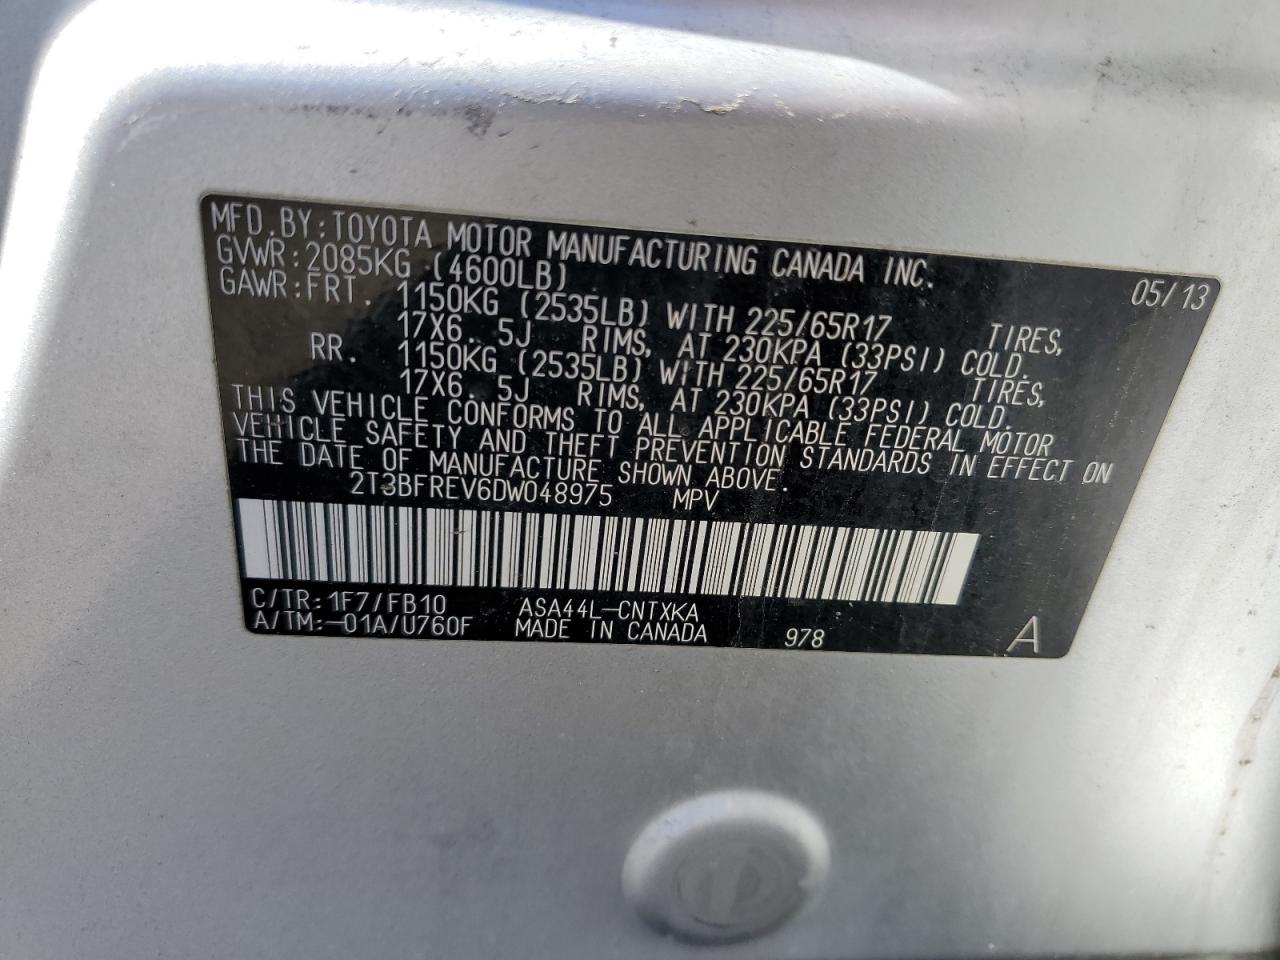 MFD.BY:TOYOTA MOTOR MANUFACTURING CANADA INC. 05/13
GVWR:2085KG (4600LB)
GAWR:FRT. 1150KG (2535LB) WITH 225/65R17 TIRES,
17X6.5J RIMS, AT 230KPA (33PSI) COLD.
RR. 1150KG (2535LB) WITH 225/65R17 TIRES,
17X6.5J RIMS, AT 230KPA (33PSI) COLD.
THIS VEHICLE CONFORMS TO ALL APPLICABLE FEDERAL MOTOR
VEHICLE SAFETY AND THEFT PREVENTION STANDARDS IN EFFECT ON
THE DATE OF MANUFACTURE SHOWN ABOVE.
2T3BFREV6DW048975 MPV
C/TR:1F7/FB10 ASA44L-CNTXKA
A/TM:-01A/U760F MADE IN CANADA 978 A